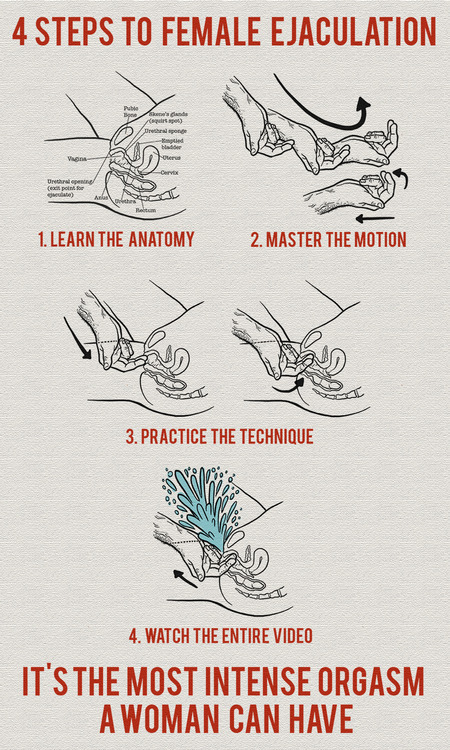 4 STEPS TO FEMALE EJACULATION
Pubic
Bone
Skene's glands
(squirt spot)
Urethral sponge
Emptied
bladder
Uterus
Cervix
Vagina
Urethral opening
(exit point for
ejaculate)
Anus
Urethra
Rectum
1. LEARN THE ANATOMY
2. MASTER THE MOTION
3. PRACTICE THE TECHNIQUE
4. WATCH THE ENTIRE VIDEO
IT'S THE MOST INTENSE ORGASM
A WOMAN CAN HAVE